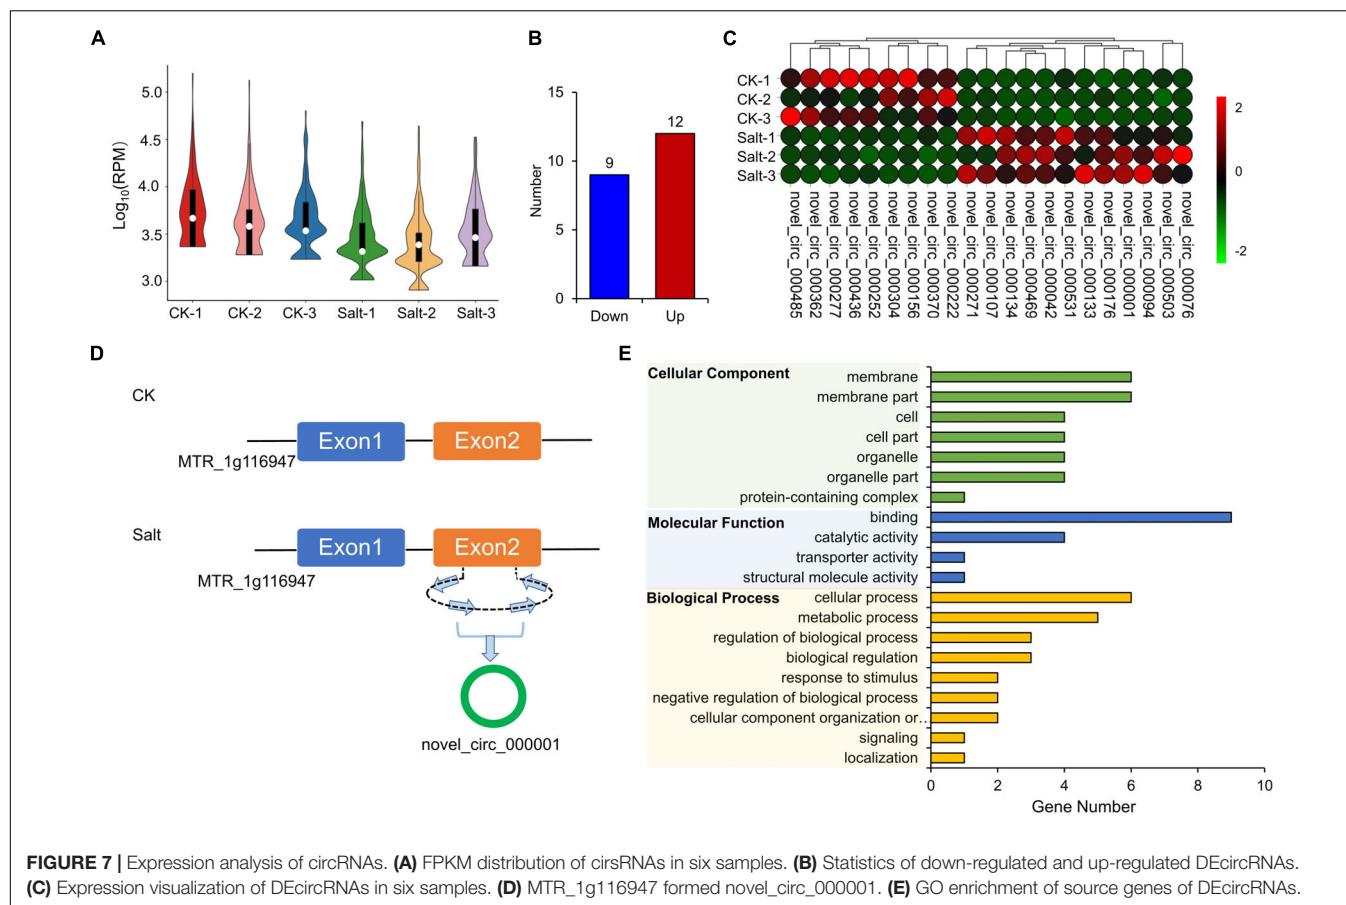 A
Log10(RPM)
5.0
4.5
4.0
3.5
3.0
CK-1 CK-2 CK-3 Salt-1 Salt-2 Salt-3
B
Number
15
10
5
0
9
12
Down Up
C
CK-1
CK-2
CK-3
Salt-1
Salt-2
Salt-3
novel_circ_000485
novel_circ_000362
novel_circ_000277
novel_circ_000436
novel_circ_000252
novel_circ_000304
novel_circ_000156
novel_circ_000370
novel_circ_000222
novel_circ_000271
novel_circ_000107
novel_circ_000134
novel_circ_000469
novel_circ_000042
novel_circ_000531
novel_circ_000133
novel_circ_000176
novel_circ_000001
novel_circ_000094
novel_circ_000503
novel_circ_000076
2
1
0
-2
D
CK
Exon1 Exon2
MTR_1g116947
Salt
Exon1 Exon2
MTR_1g116947
novel_circ_000001
E
Cellular Component
membrane
membrane part
cell
cell part
organelle
organelle part
protein-containing complex
Molecular Function
binding
catalytic activity
transporter activity
structural molecule activity
Biological Process
cellular process
metabolic process
regulation of biological process
biological regulation
response to stimulus
negative regulation of biological process
cellular component organization or..
signaling
localization
0 2 4 6 8 10
Gene Number
FIGURE 7 | Expression analysis of circRNAs. (A) FPKM distribution of cirsRNAs in six samples. (B) Statistics of down-regulated and up-regulated DEcircRNAs.
(C) Expression visualization of DEcircRNAs in six samples. (D) MTR_1g116947 formed novel_circ_000001. (E) GO enrichment of source genes of DEcircRNAs.